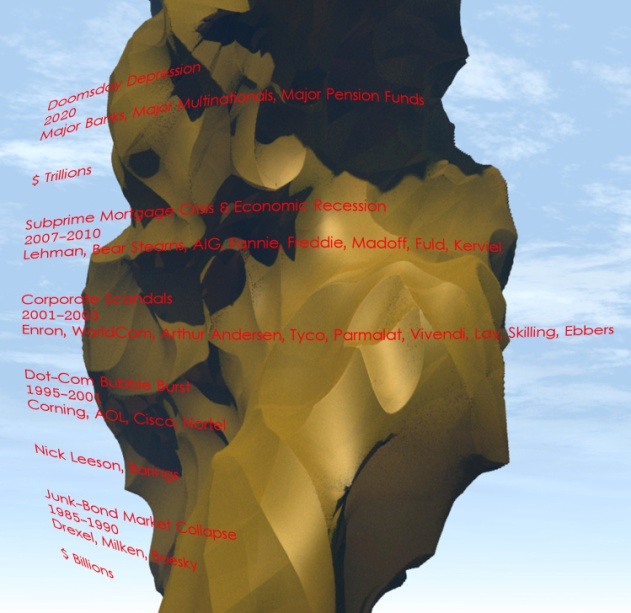 Doomsday Depression
2020
Major Banks, Major Multinationals, Major Pension Funds
$ Trillions
Subprime Mortgage Crisis & Economic Recession
2007–2010
Lehman, Bear Stearns, AIG, Fannie, Freddie, Madoff, Fuld, Kerviel
Corporate Scandals
2001–2003
Enron, WorldCom, Arthur Andersen, Tyco, Parmalat, Vivendi, Lay, Skilling, Ebbers
Dot–Com Bubble Burst
1995–2001
Corning, AOL, Cisco, Nortel
Nick Leeson, Barings
Junk–Bond Market Collapse
1985–1990
Drexel, Milken, Boesky
$ Billions